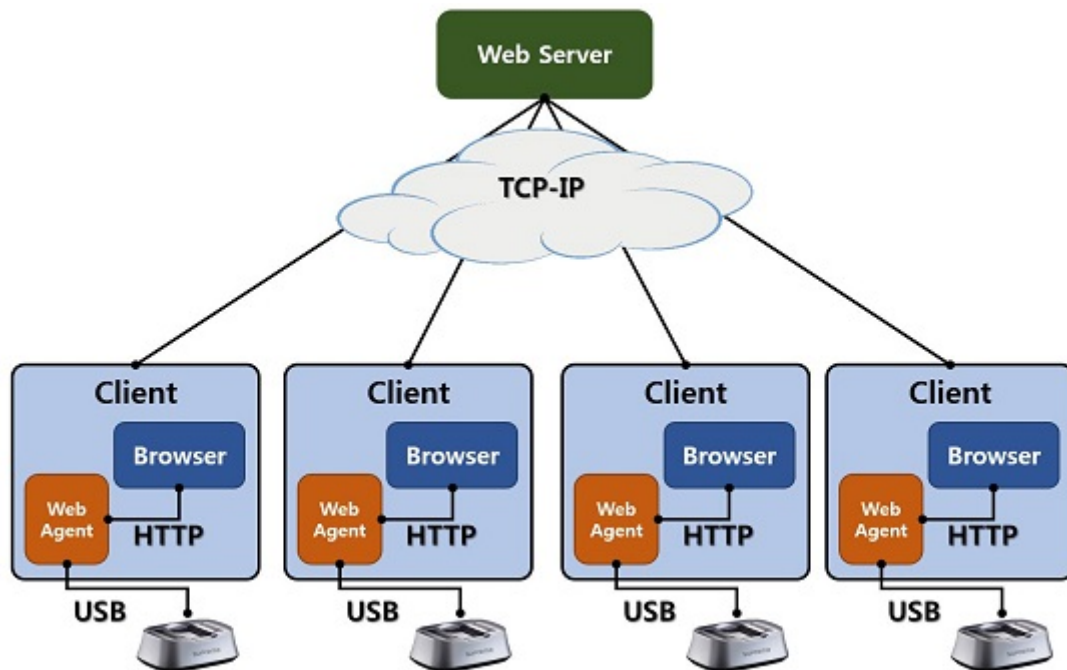 Web Server
TCP-IP
Client
Browser
Web
Agent
HTTP
USB
Client
Browser
Web
Agent
HTTP
USB
Client
Browser
Web
Agent
HTTP
USB
Client
Browser
Web
Agent
HTTP
USB